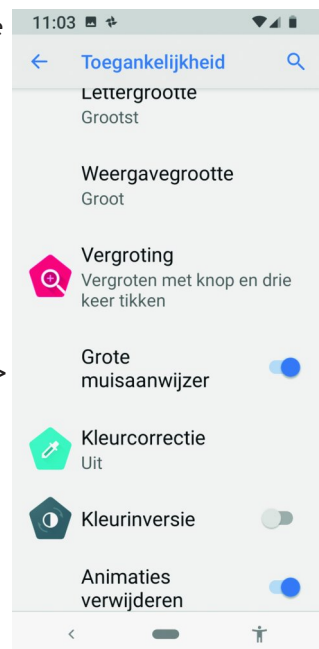 e
11:03
Toegankelijkheid
Lettergrootte
Grootst
Weergavegrootte
Groot
Vergroting
Vergroten met knop en drie
keer tikken
Grote
muisaanwijzer
>
Kleurcorrectie
Uit
Kleurinversie
Animaties
verwijderen